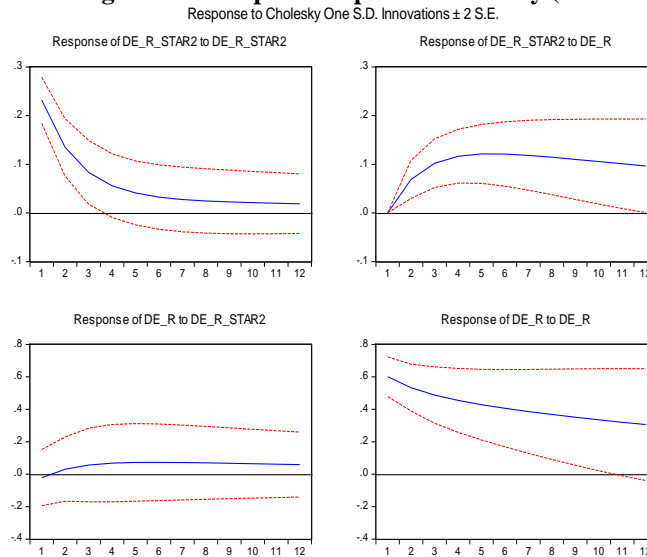 Response to Cholesky One S.D. Innovations ± 2 S.E.
Response of DE_R_STAR2 to DE_R_STAR2
Response of DE_R_STAR2 to DE_R
.3
.2
.1
.0
-.1
1 2 3 4 5 6 7 8 9 10 11 12
.3
.2
.1
.0
-.1
1 2 3 4 5 6 7 8 9 10 11 12
Response of DE_R to DE_R_STAR2
Response of DE_R to DE_R
.8
.6
.4
.2
.0
-.2
-.4
1 2 3 4 5 6 7 8 9 10 11 12
.8
.6
.4
.2
.0
-.2
-.4
1 2 3 4 5 6 7 8 9 10 11 12